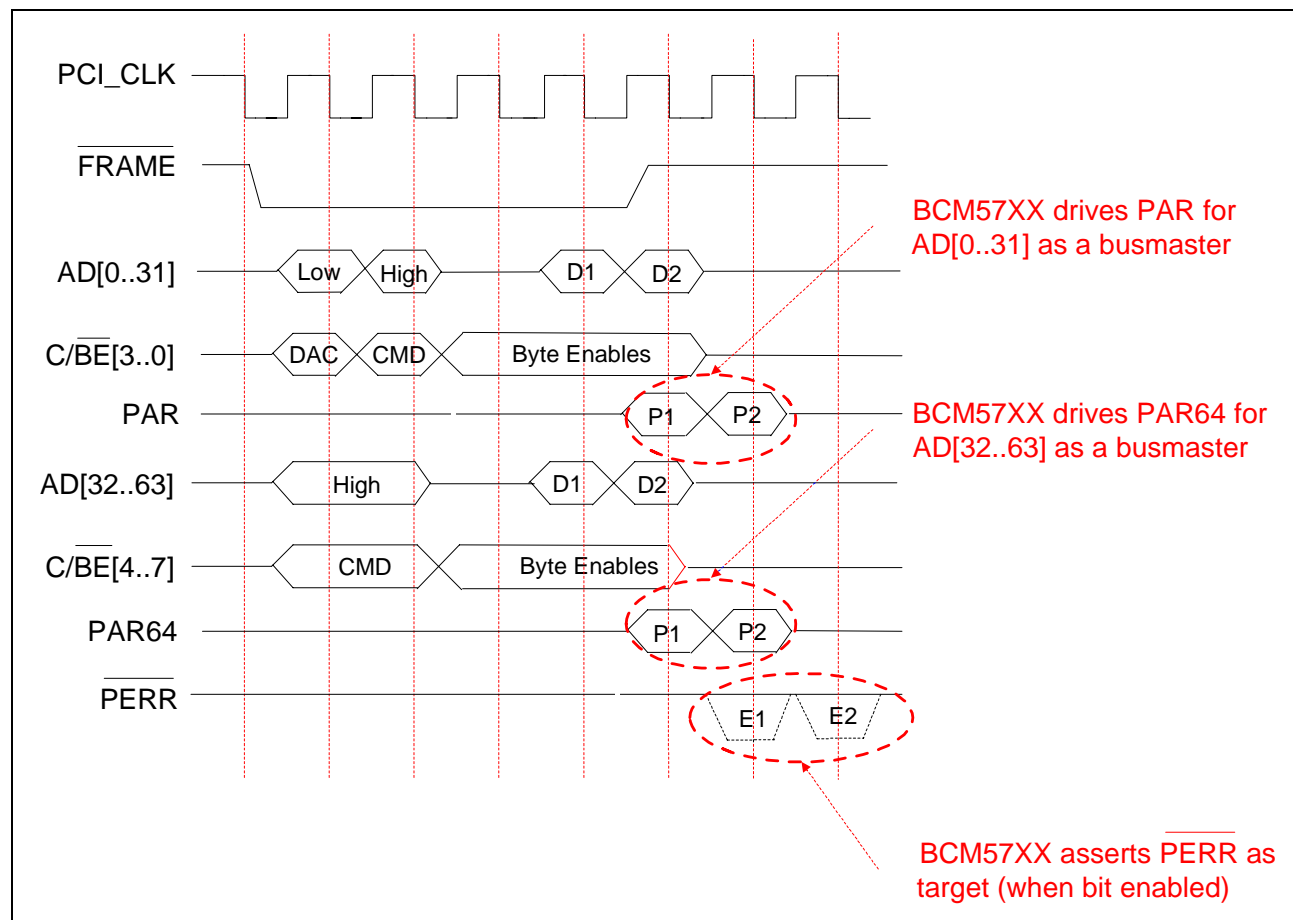 PCI_CLK
FRAME
BCM57XX drives PAR for
AD[0..31] as a busmaster
AD[0..31]
Low
High
D1
D2
C/BE[3..0]
DAC
CMD
Byte Enables
PAR
P1
P2
BCM57XX drives PAR64 for
AD[32..63] as a busmaster
AD[32..63]
High
D1
D2
C/BE[4..7]
CMD
Byte Enables
PAR64
P1
P2
PERR
E1
E2
BCM57XX asserts PERR as
target (when bit enabled)